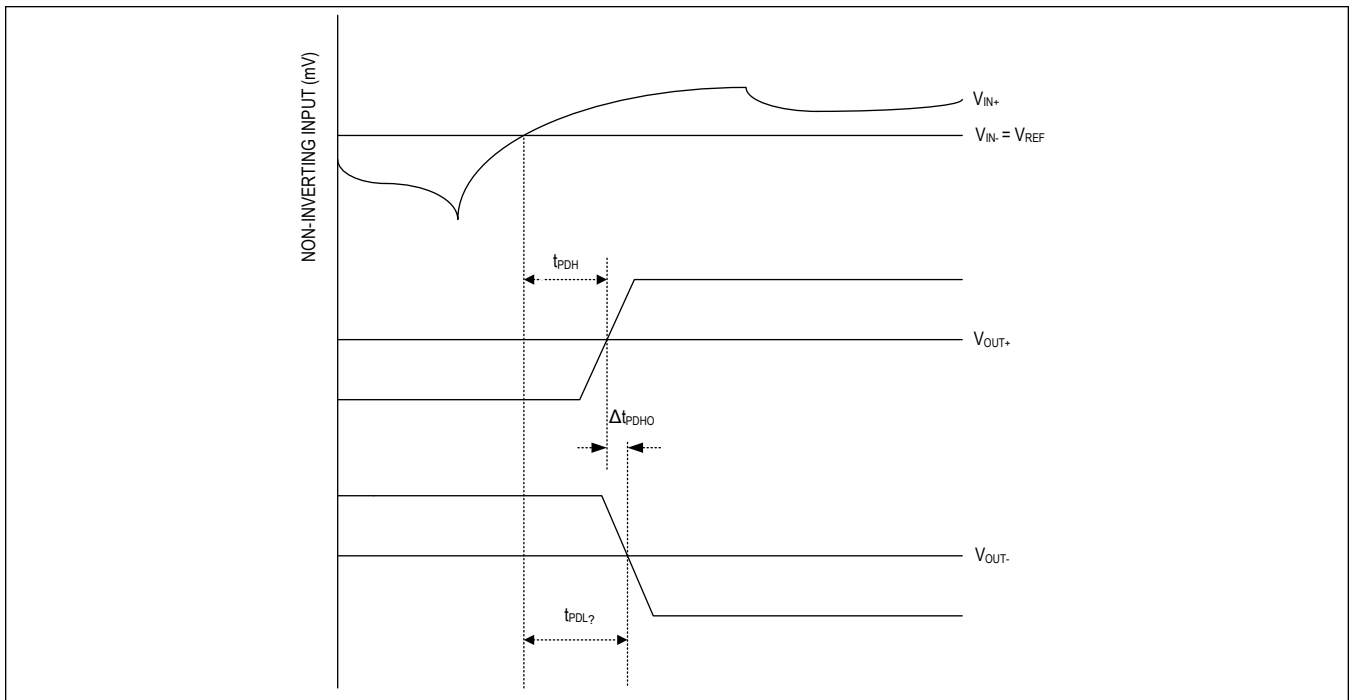 NON-INVERTING INPUT (mV)
VIN+
VIN- = VREF
tPDH
VOUT+
ΔtPDHO
VOUT-
tPDL?